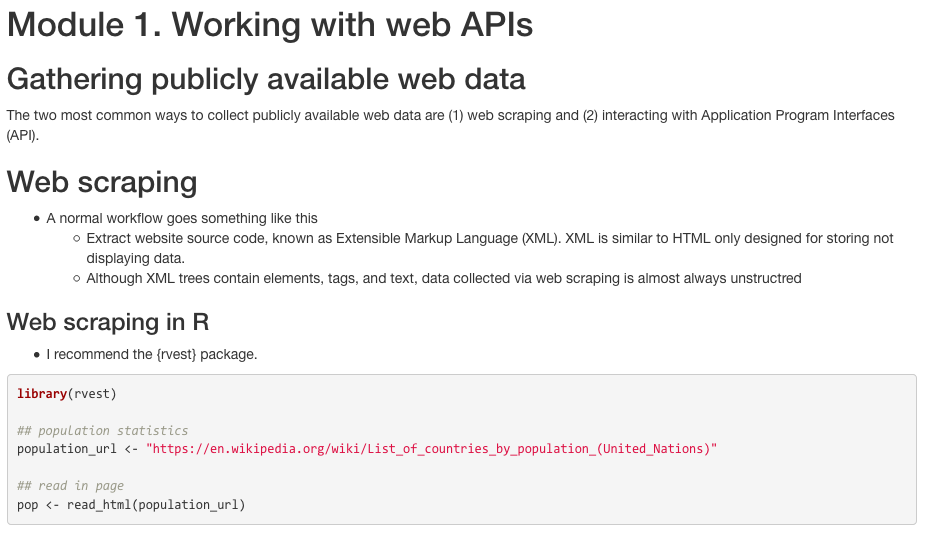 Module 1. Working with web APIs
Gathering publicly available web data
The two most common ways to collect publicly available web data are (1) web scraping and (2) interacting with Application Program Interfaces
(API).
Web scraping
• A normal workflow goes something like this
○ Extract website source code, known as Extensible Markup Language (XML). XML is similar to HTML only designed for storing not
displaying data.
○ Although XML trees contain elements, tags, and text, data collected via web scraping is almost always unstructred
Web scraping in R
• I recommend the {rvest} package.
library(rvest)
## population statistics
population_url <- "https://en.wikipedia.org/wiki/List_of_countries_by_population_(United_Nations)"
## read in page
pop <- read_html(population_url)